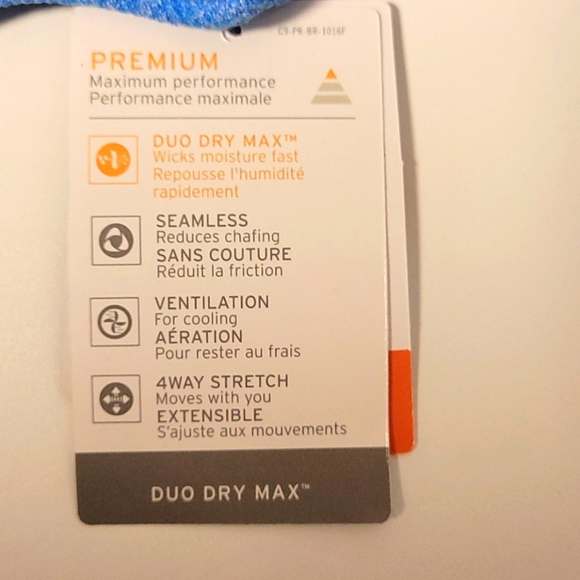 C9-PR-BR-1016F
PREMIUM
Maximum performance
Performance maximale
DUO DRY MAX™
Wicks moisture fast
Repousse l'humidité
rapidement
SEAMLESS
Reduces chafing
SANS COUTURE
Réduit la friction
VENTILATION
For cooling
AÉRATION
Pour rester au frais
4WAY STRETCH
Moves with you
EXTENSIBLE
S'ajuste aux mouvements
DUO DRY MAX™